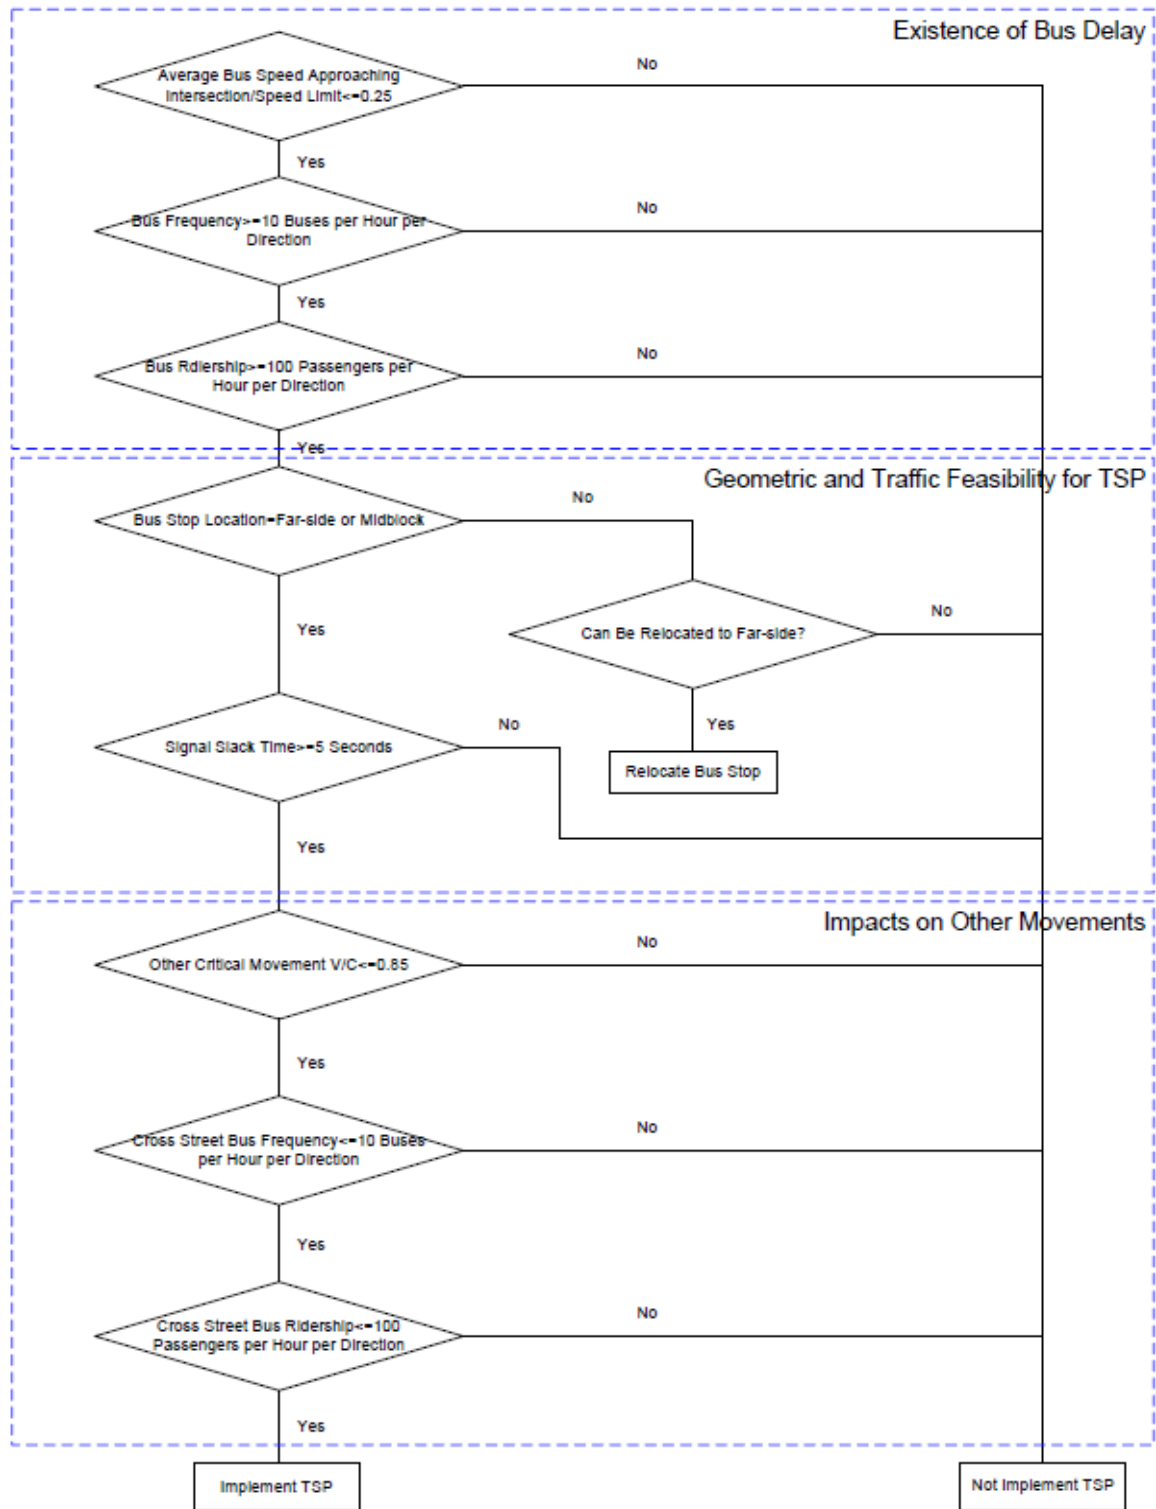 Existence of Bus Delay
Average Bus Speed Approaching
Intersection/Speed Limit<=0.25
No
Yes
Bus Frequency>=10 Buses per Hour per
Direction
No
Yes
Bus Rdiership>=100 Passengers per
Hour per Direction
No
Yes
Geometric and Traffic Feasibility for TSP
Bus Stop Location=Far-side or Midblock
No
Yes
Can Be Relocated to Far-side?
No
Yes
Relocate Bus Stop
Signal Slack Time>=5 Seconds
No
Yes
Impacts on Other Movements
Other Critical Movement V/C<=0.85
No
Yes
Cross Street Bus Frequency<=10 Buses
per Hour per Direction
No
Yes
Cross Street Bus Ridership<=100
Passengers per Hour per Direction
No
Yes
Implement TSP
Not Implement TSP